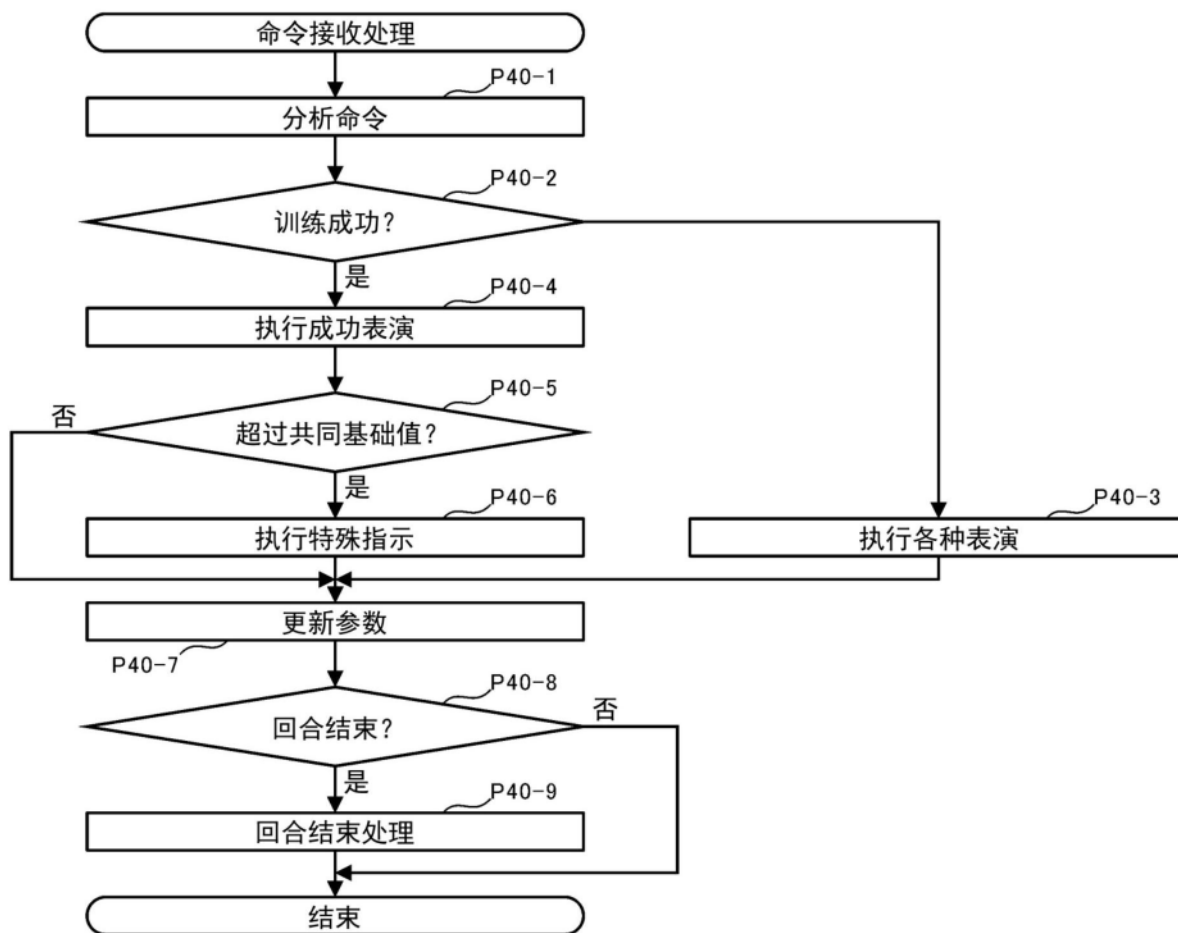 命令接收处理
P40-1
分析命令
P40-2
训练成功?
是
P40-4
执行成功表演
P40-5
否
超过共同基础值?
是
P40-6
执行特殊指示
P40-3
执行各种表演
更新参数
P40-7
P40-8
回合结束?
否
是
P40-9
回合结束处理
结束